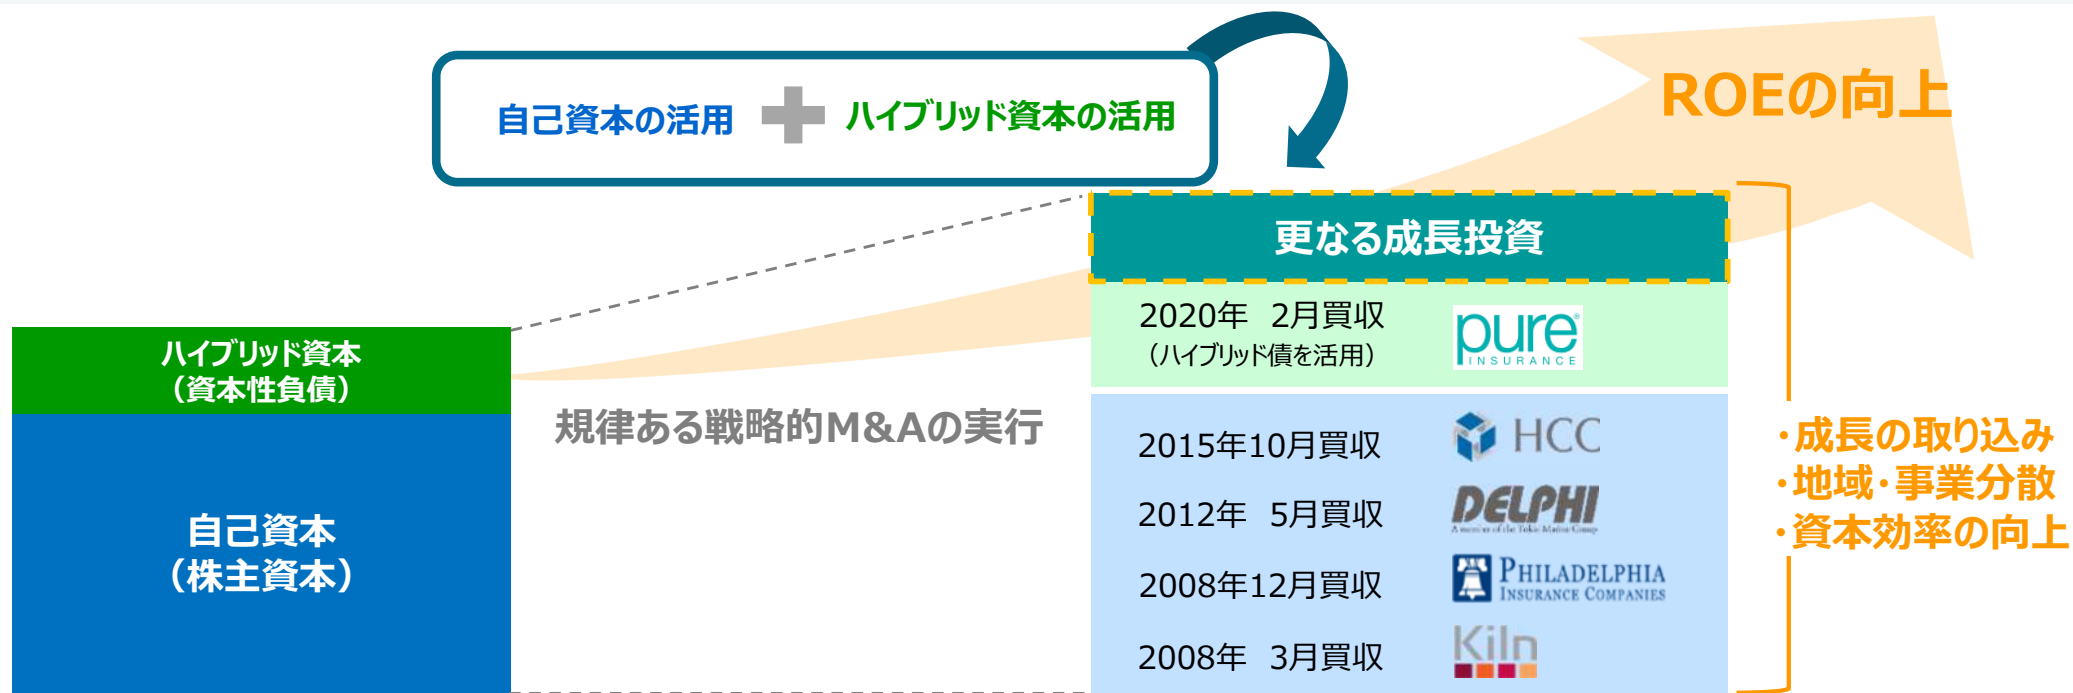 自己資本の活用
ハイブリッド資本の活用
ROEの向上
更なる成長投資
2020年 2月買収
（ハイブリッド債を活用）
pure
INSURANCE
ハイブリッド資本
（資本性負債）
自己資本
（株主資本）
規律ある戦略的M&Aの実行
2015年10月買収
HCC
2012年 5月買収
DELPHI
A member of the Tokio Marine Group
2008年12月買収
PHILADELPHIA
INSURANCE COMPANIES
2008年 3月買収
Kiln
・成長の取り込み
・地域・事業分散
・資本効率の向上